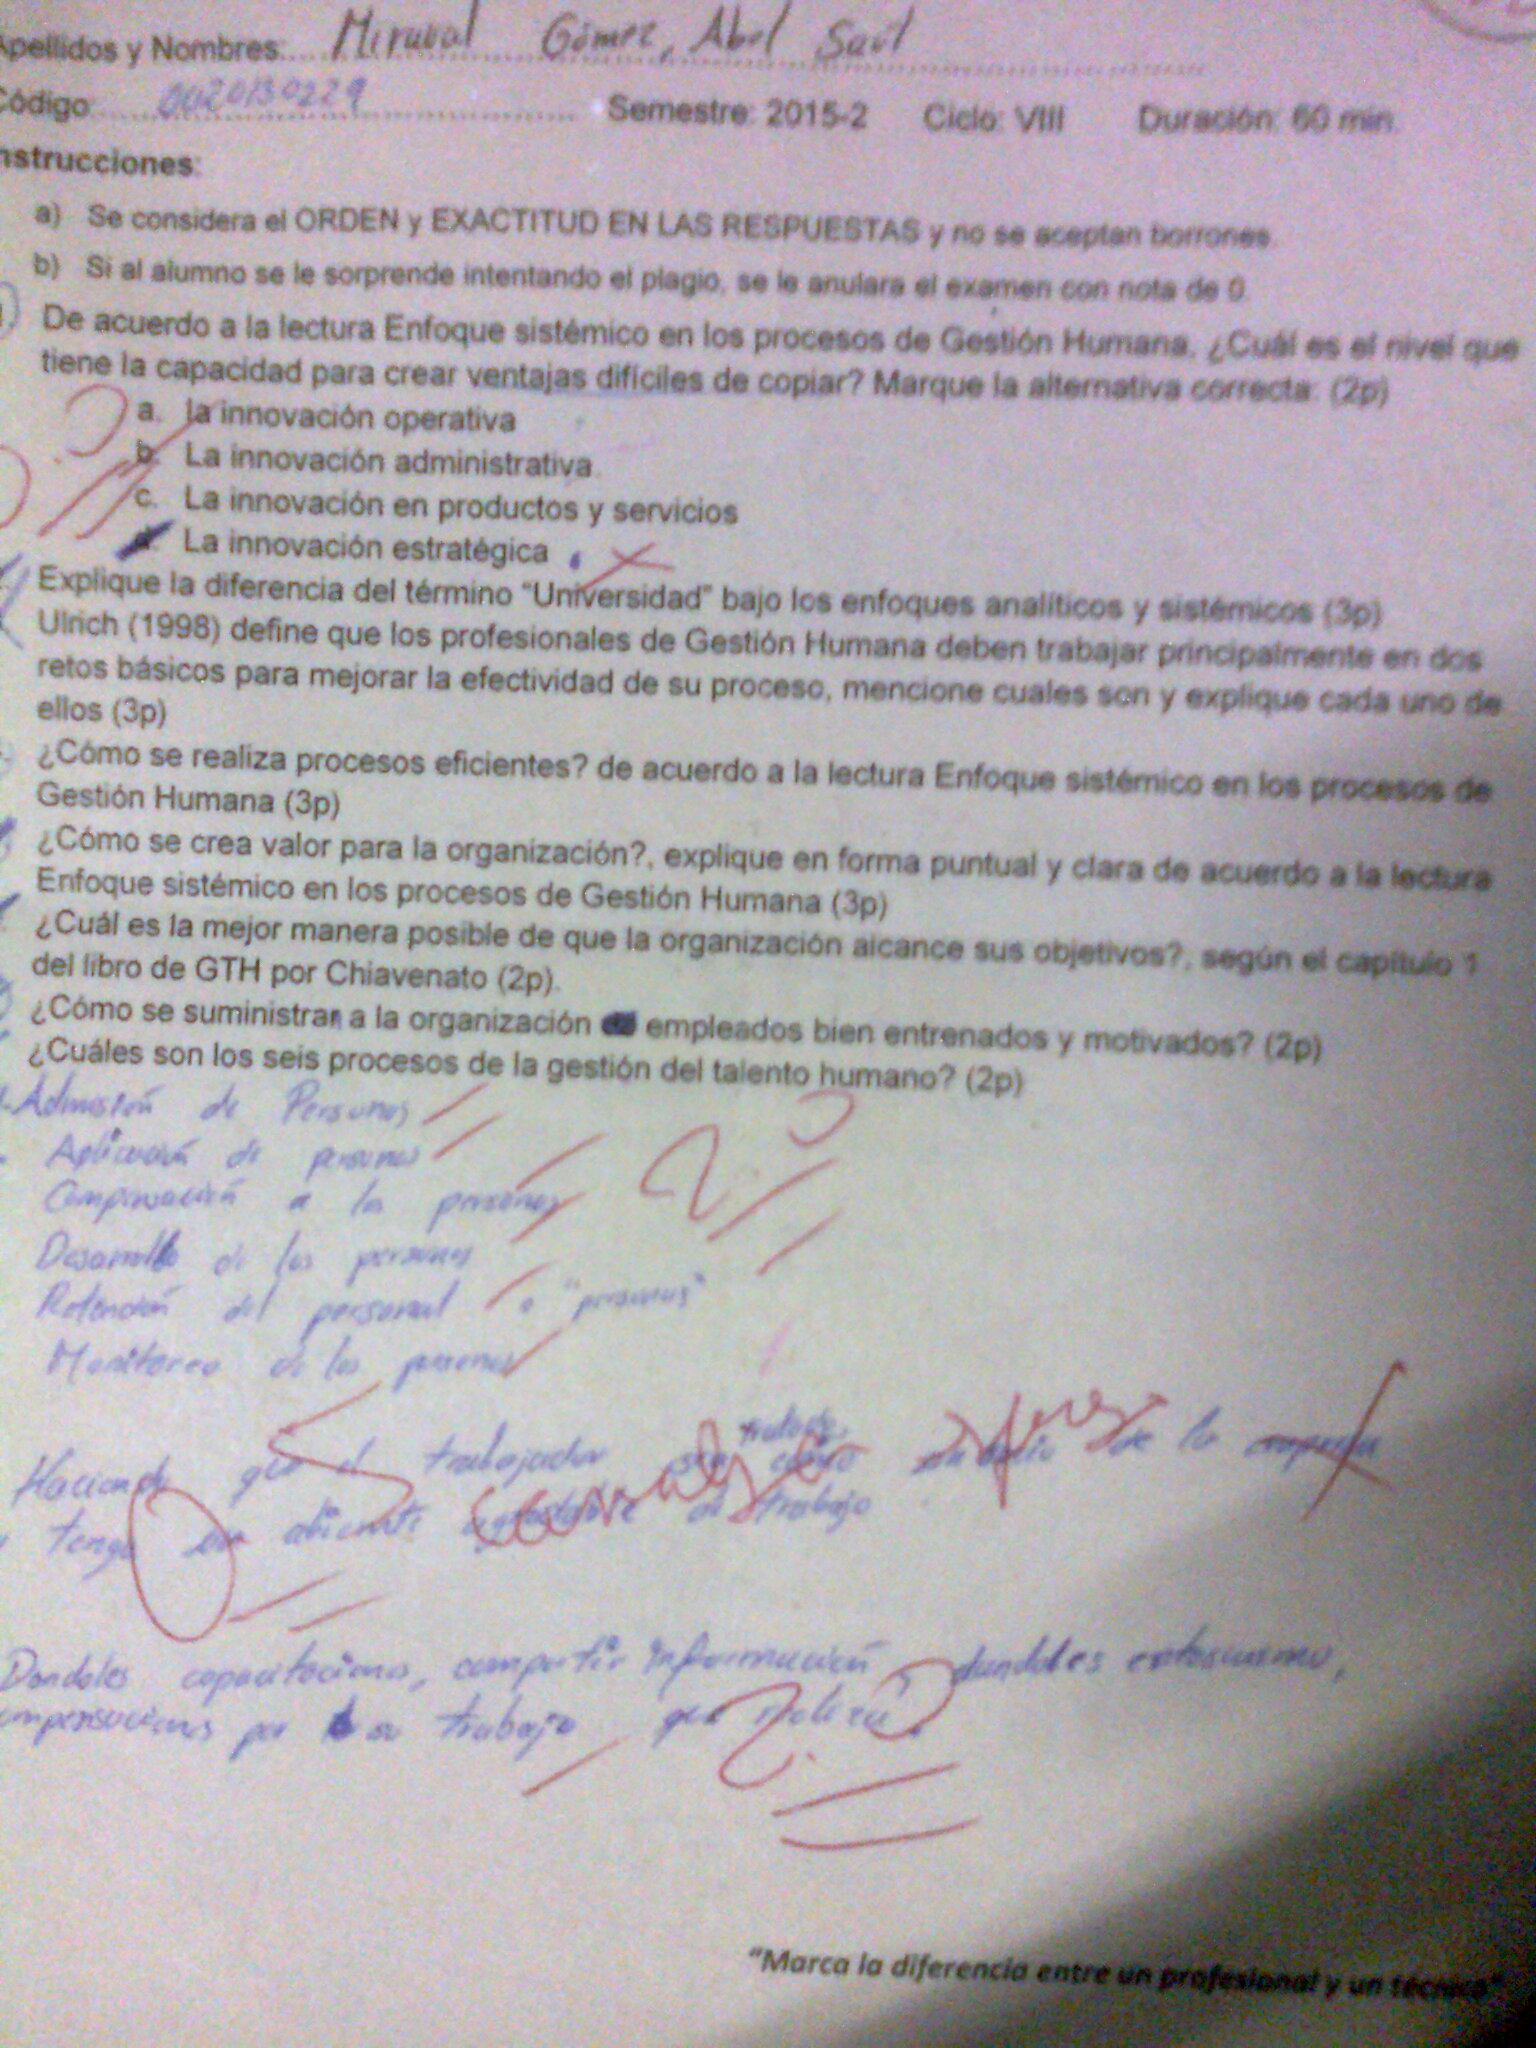 Apellidos y Nombres: Meraval Gómez, Abel Saúl
Código: 0020130229 Semestre: 2015-2 Ciclo: VIII Duración: 60 min.
nstrucciones:
a) Se considera el ORDEN y EXACTITUD EN LAS RESPUESTAS y no se aceptan borrones.
b) Si al alumno se le sorprende intentando el plagio, se le anulara el examen con nota de 0.
De acuerdo a la lectura Enfoque sistémico en los procesos de Gestión Humana, ¿Cuál es el nivel que
tiene la capacidad para crear ventajas difíciles de copiar? Marque la alternativa correcta: (2p)
a. la innovación operativa
b. La innovación administrativa.
c. La innovación en productos y servicios
d. La innovación estratégica.
Explique la diferencia del término "Universidad" bajo los enfoques analíticos y sistémicos (3p)
Ulrich (1998) define que los profesionales de Gestión Humana deben trabajar principalmente en dos
retos básicos para mejorar la efectividad de su proceso, mencione cuales son y explique cada uno de
ellos (3p)
¿Cómo se realiza procesos eficientes? de acuerdo a la lectura Enfoque sistémico en los procesos de
Gestión Humana (3p)
¿Cómo se crea valor para la organización?, explique en forma puntual y clara de acuerdo a la lectura
Enfoque sistémico en los procesos de Gestión Humana (3p)
¿Cuál es la mejor manera posible de que la organización alcance sus objetivos?, según el capítulo 1
del libro de GTH por Chiavenato (2p).
¿Cómo se suministran a la organización empleados bien entrenados y motivados? (2p)
¿Cuáles son los seis procesos de la gestión del talento humano? (2p)
Admisión de Personas
Aplicación de personas
Compensación a las personas
Desarrollo de las personas
Retención del personal o "personas"
Monitoreo de las personas
tratado
Haciendo que el trabajador sea como de la empresa
tenga un abiente agradable de trabajo
Dandoles capacitaciones, compartir información, dandoles entosiasmo,
ompensaciones por su trabajo que realizan.
"Marca la diferencia entre un profesional y un técnico"